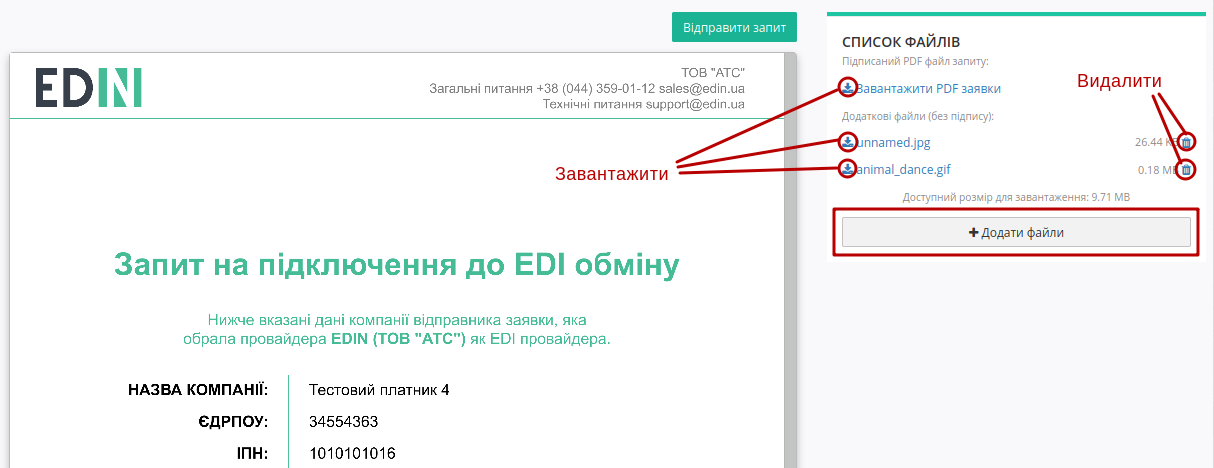 Відправити запит
EDIN
ТОВ "АТС"
Загальні питання +38 (044) 359-01-12 sales@edin.ua
Технічні питання support@edin.ua
Запит на підключення до EDI обміну
Нижче вказані дані компанії відправника заявки, яка
обрала провайдера EDIN (ТОВ "АТС") як EDI провайдера.
НАЗВА КОМПАНІЇ: Тестовий платник 4
ЄДРПОУ: 34554363
ІПН: 1010101016
Завантажити
СПИСОК ФАЙЛІВ
Підписаний PDF файл запиту:
Завантажити PDF заявки
Видалити
Додаткові файли (без підпису):
unnamed.jpg 26.44 KB
animal_dance.gif 0.18 MB
Доступний розмір для завантаження: 9.71 MB
Додати файли